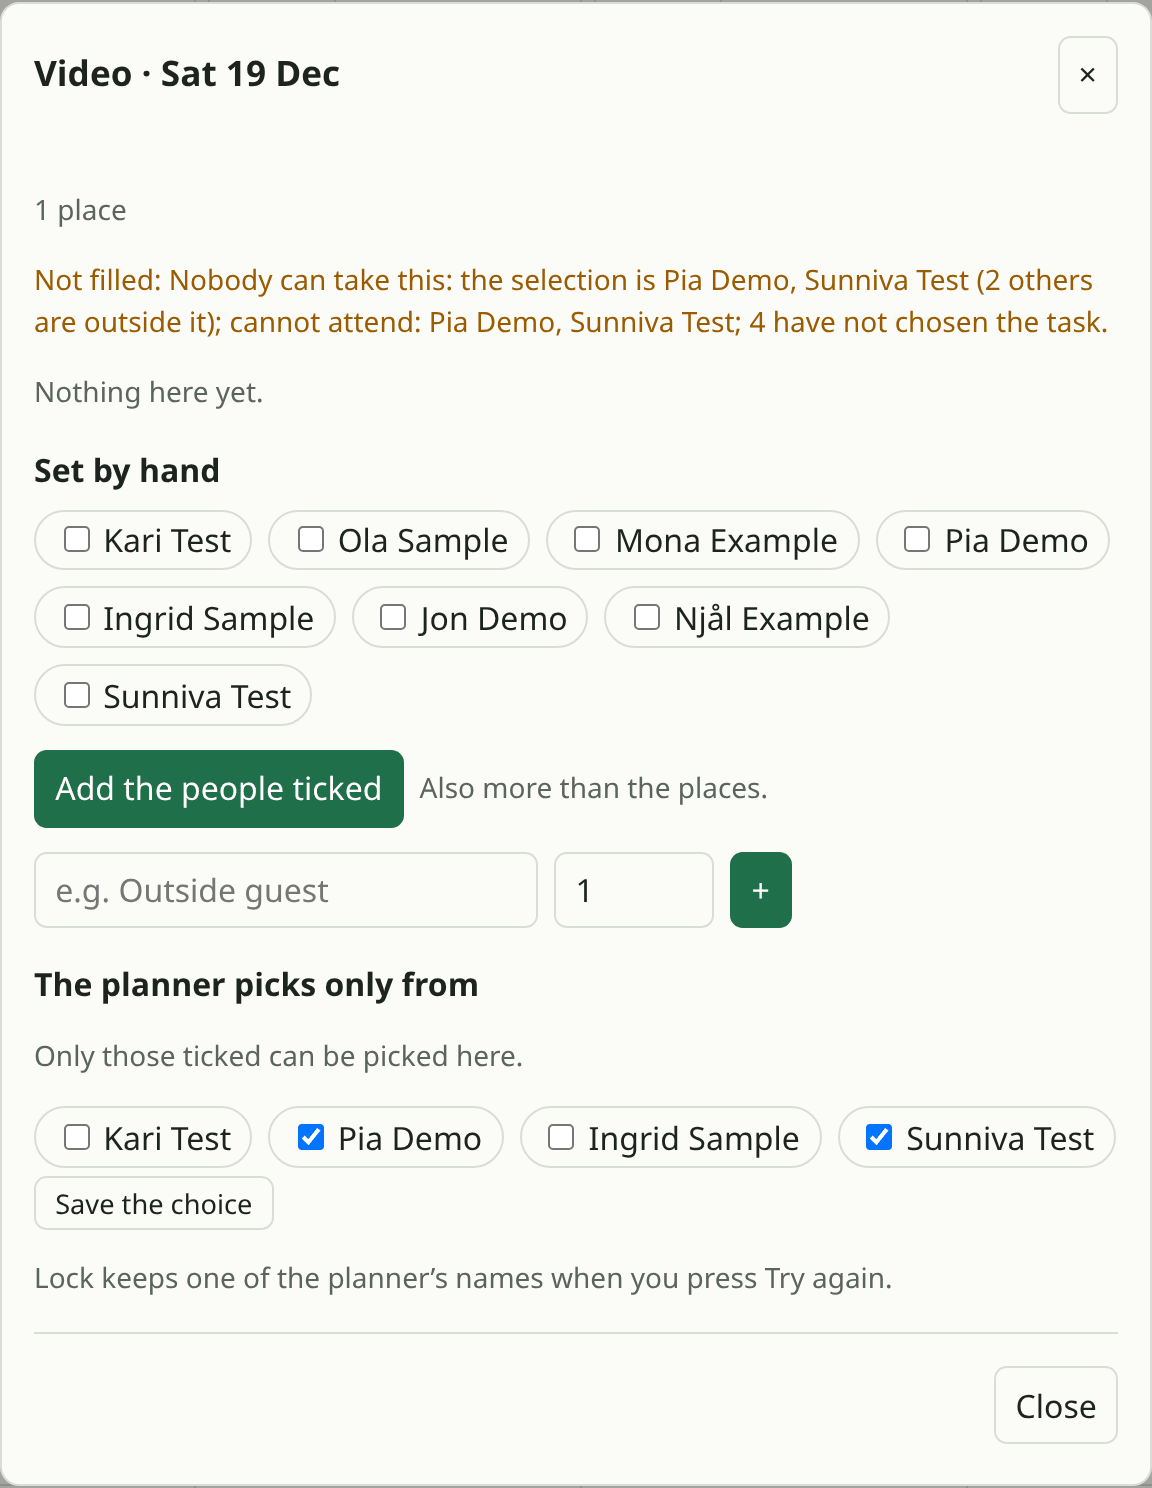 Video · Sat 19 Dec
×
1 place
Not filled: Nobody can take this: the selection is Pia Demo, Sunniva Test (2 others
are outside it); cannot attend: Pia Demo, Sunniva Test; 4 have not chosen the task.
Nothing here yet.
Set by hand
Kari Test Ola Sample Mona Example Pia Demo
Ingrid Sample Jon Demo Njål Example
Sunniva Test
Add the people ticked Also more than the places.
e.g. Outside guest 1 +
The planner picks only from
Only those ticked can be picked here.
Kari Test Pia Demo Ingrid Sample Sunniva Test
Save the choice
Lock keeps one of the planner’s names when you press Try again.
Close